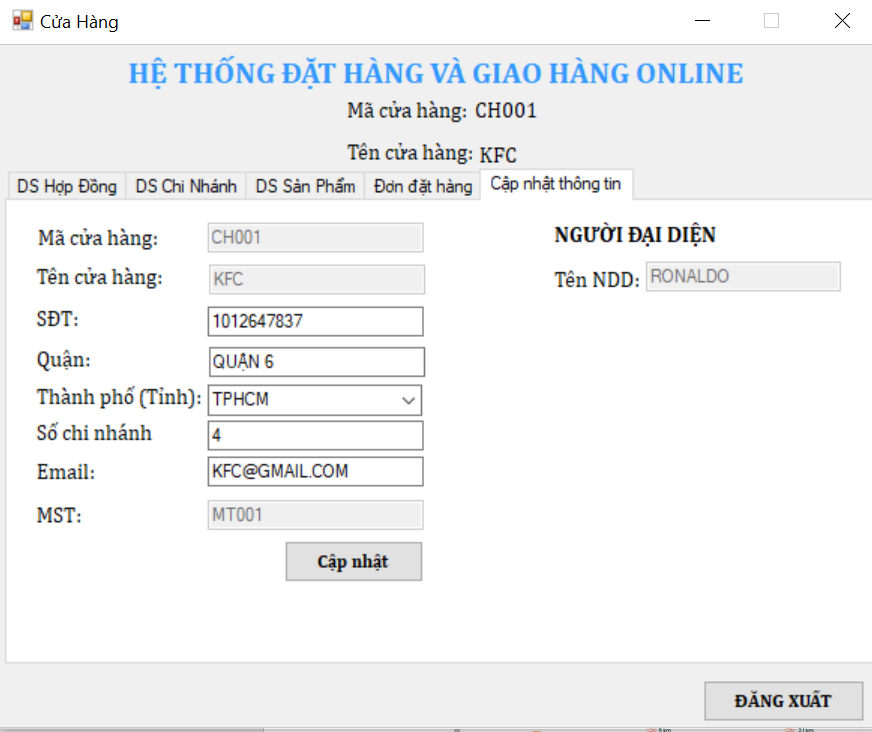 Cửa Hàng
HỆ THỐNG ĐẶT HÀNG VÀ GIAO HÀNG ONLINE
Mã cửa hàng: CH001
Tên cửa hàng: KFC
DS Hợp Đồng DS Chi Nhánh DS Sản Phẩm Đơn đặt hàng Cập nhật thông tin
Mã cửa hàng: CH001
Tên cửa hàng: KFC
SĐT: 1012647837
Quận: QUẬN 6
Thành phố (Tỉnh): TPHCM
Số chi nhánh 4
Email: KFC@GMAIL.COM
MST: MT001
Cập nhật
NGƯỜI ĐẠI DIỆN
Tên NDD: RONALDO
ĐĂNG XUẤT